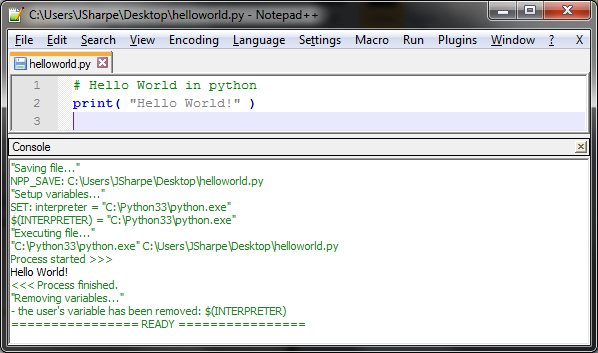 C:\Users\JSharpe\Desktop\helloworld.py - Notepad++
File Edit Search View Encoding Language Settings Macro Run Plugins Window ? X
helloworld.py
1 # Hello World in python
2 print( "Hello World!" )
3
Console
"Saving file..."
NPP_SAVE: C:\Users\JSharpe\Desktop\helloworld.py
"Setup variables..."
SET: interpreter = "C:\Python33\python.exe"
$(INTERPRETER) = "C:\Python33\python.exe"
"Executing file..."
"C:\Python33\python.exe" C:\Users\JSharpe\Desktop\helloworld.py
Process started >>>
Hello World!
<<< Process finished.
"Removing variables..."
- the user's variable has been removed: $(INTERPRETER)
================ READY ================